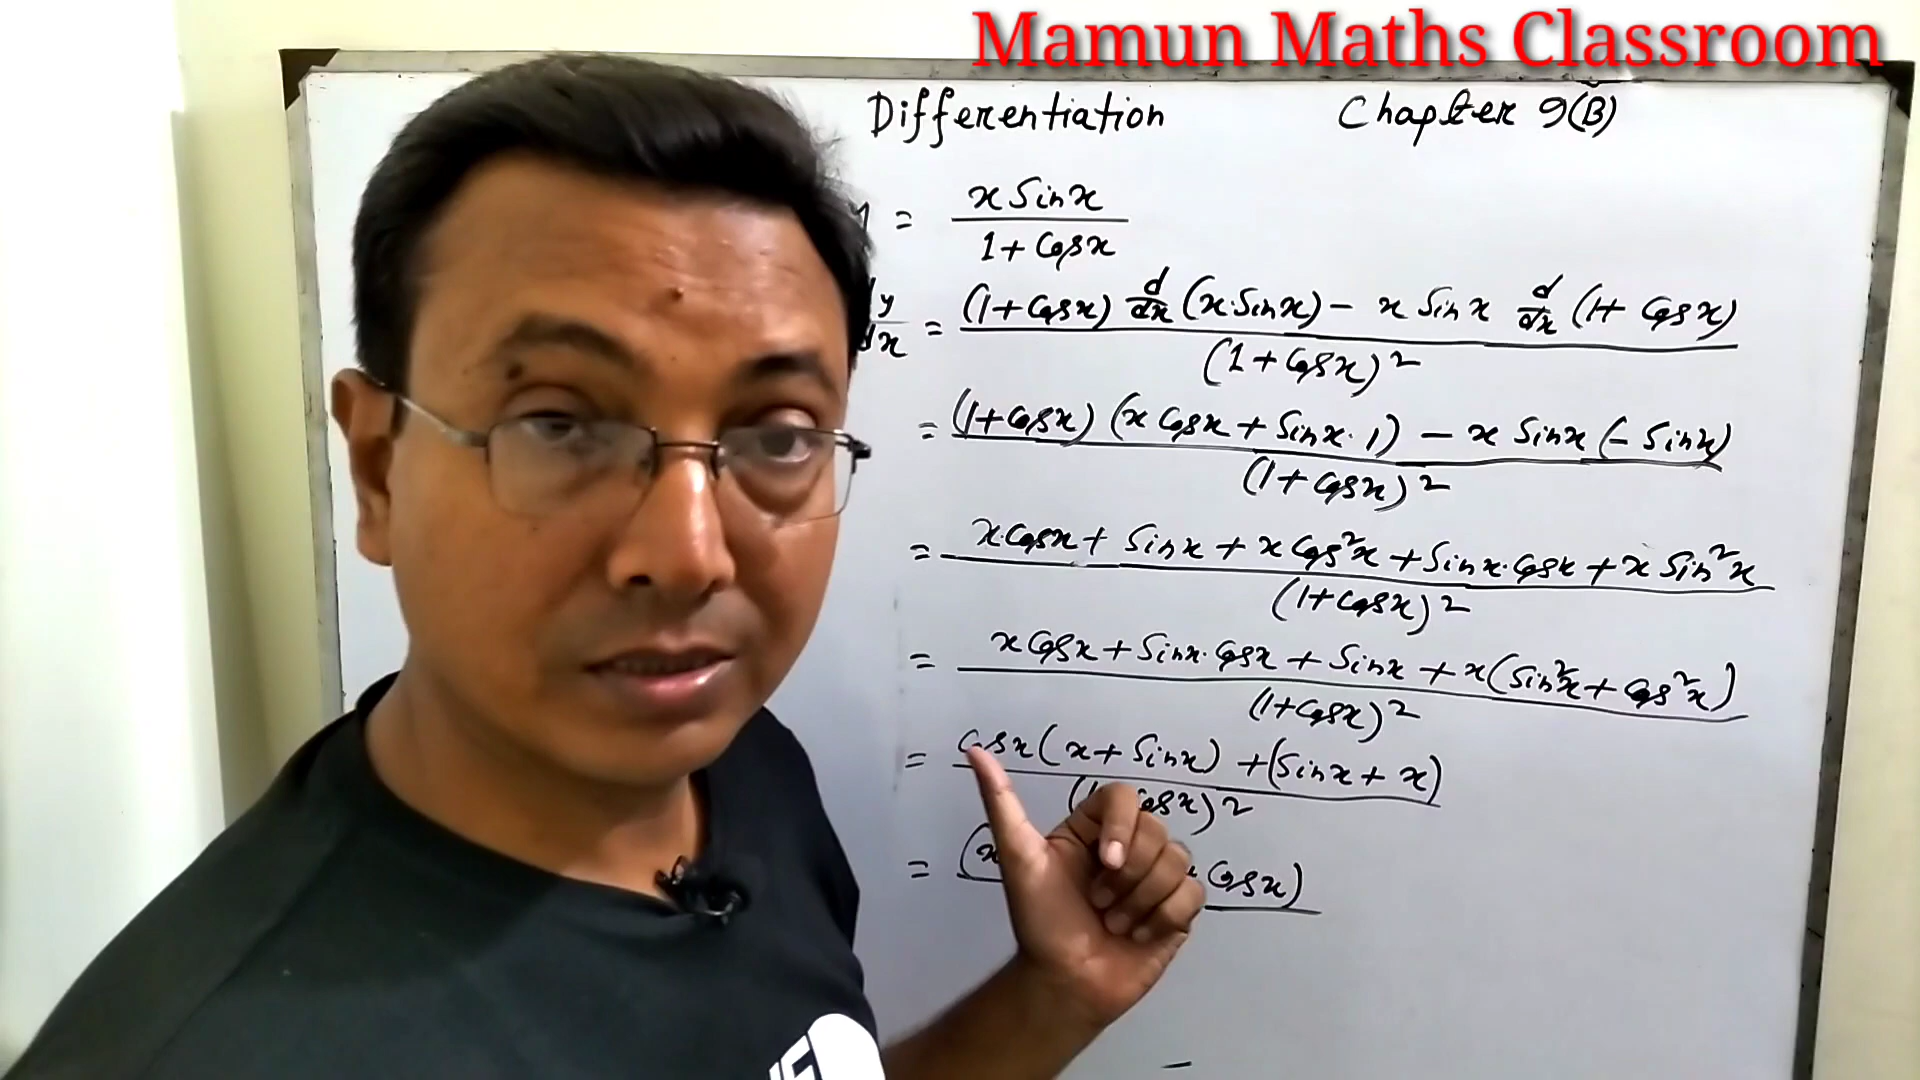 Mamun Maths Classroom
Differentiation Chapter 9(B)
= x Sinx / 1 + Cosx
dy/dx = (1+Cosx) d/dx (x·Sinx) − x Sinx d/dx (1+ Cosx) / (1+Cosx)²
= (1+Cosx) (x Cosx + Sinx· 1) − x Sinx (− Sinx) / (1+Cosx)²
= x·Cosx + Sinx + x Cos²x + Sinx·Cosx + x Sin²x / (1+Cosx)²
= x Cosx + Sinx·Cosx + Sinx + x(Sin²x + Cos²x) / (1+Cosx)²
= Cosx (x + Sinx) + (Sinx + x) / (1 Cosx)²
= (x Cosx)